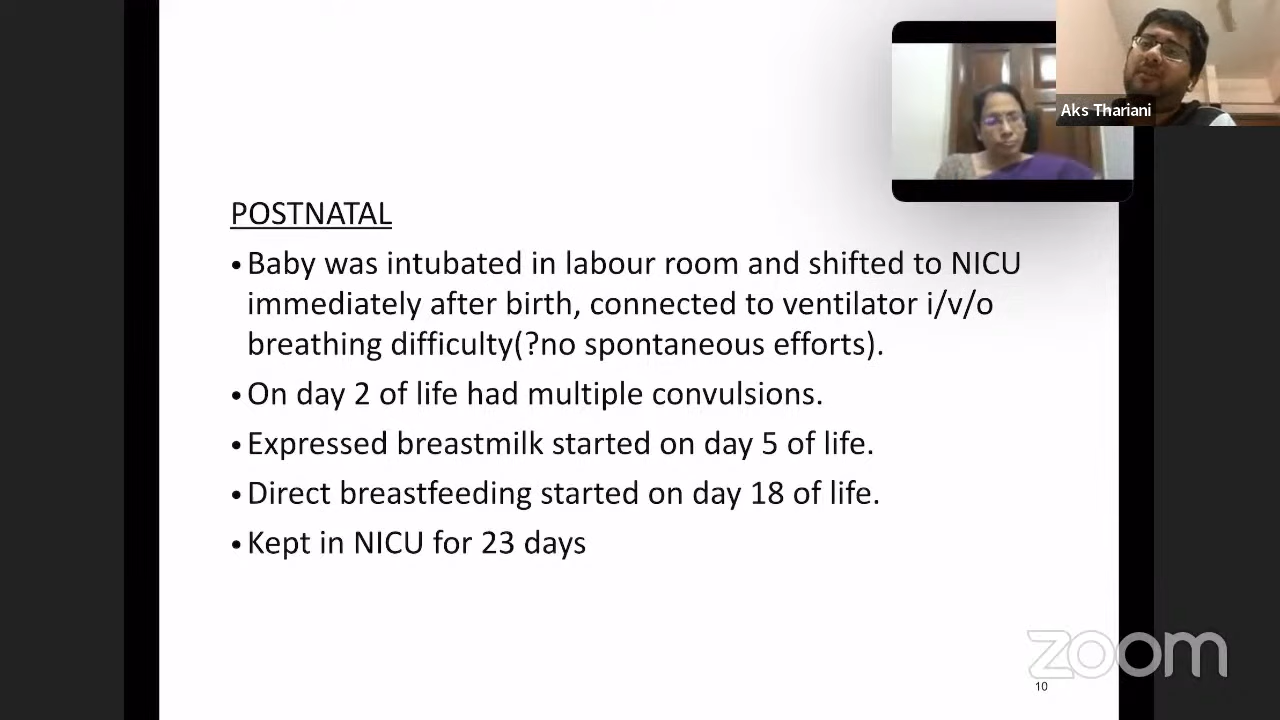 Aks Thariani
POSTNATAL
• Baby was intubated in labour room and shifted to NICU
immediately after birth, connected to ventilator i/v/o
breathing difficulty(?no spontaneous efforts).
• On day 2 of life had multiple convulsions.
• Expressed breastmilk started on day 5 of life.
• Direct breastfeeding started on day 18 of life.
• Kept in NICU for 23 days
zoom
10